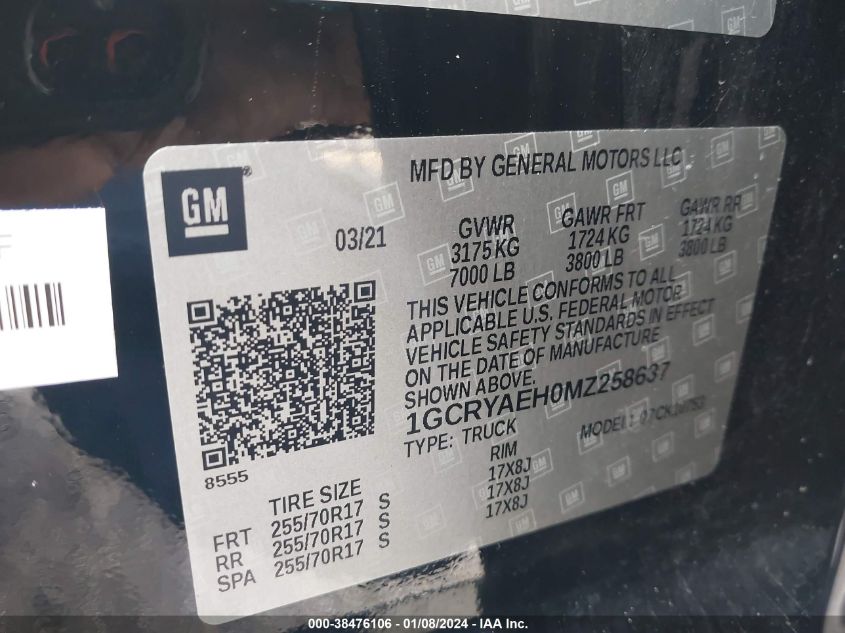 MFD BY GENERAL MOTORS LLC
GM ®
03/21
GVWR GAWR FRT GAWR RR
3175 KG 1724 KG 1724 KG
7000 LB 3800 LB 3800 LB
THIS VEHICLE CONFORMS TO ALL
APPLICABLE U.S. FEDERAL MOTOR
VEHICLE SAFETY STANDARDS IN EFFECT
ON THE DATE OF MANUFACTURE
SHOWN ABOVE.
1GCRYAEH0MZ258637
TYPE: TRUCK MODEL:
8555
TIRE SIZE RIM
FRT 255/70R17 S 17X8J
RR 255/70R17 S 17X8J
SPA 255/70R17 S 17X8J
000-38476106 - 01/08/2024 - IAA Inc.